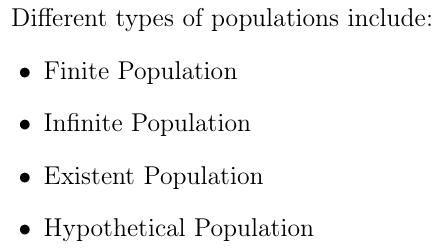 Different types of populations include:
• Finite Population
• Infinite Population
• Existent Population
• Hypothetical Population